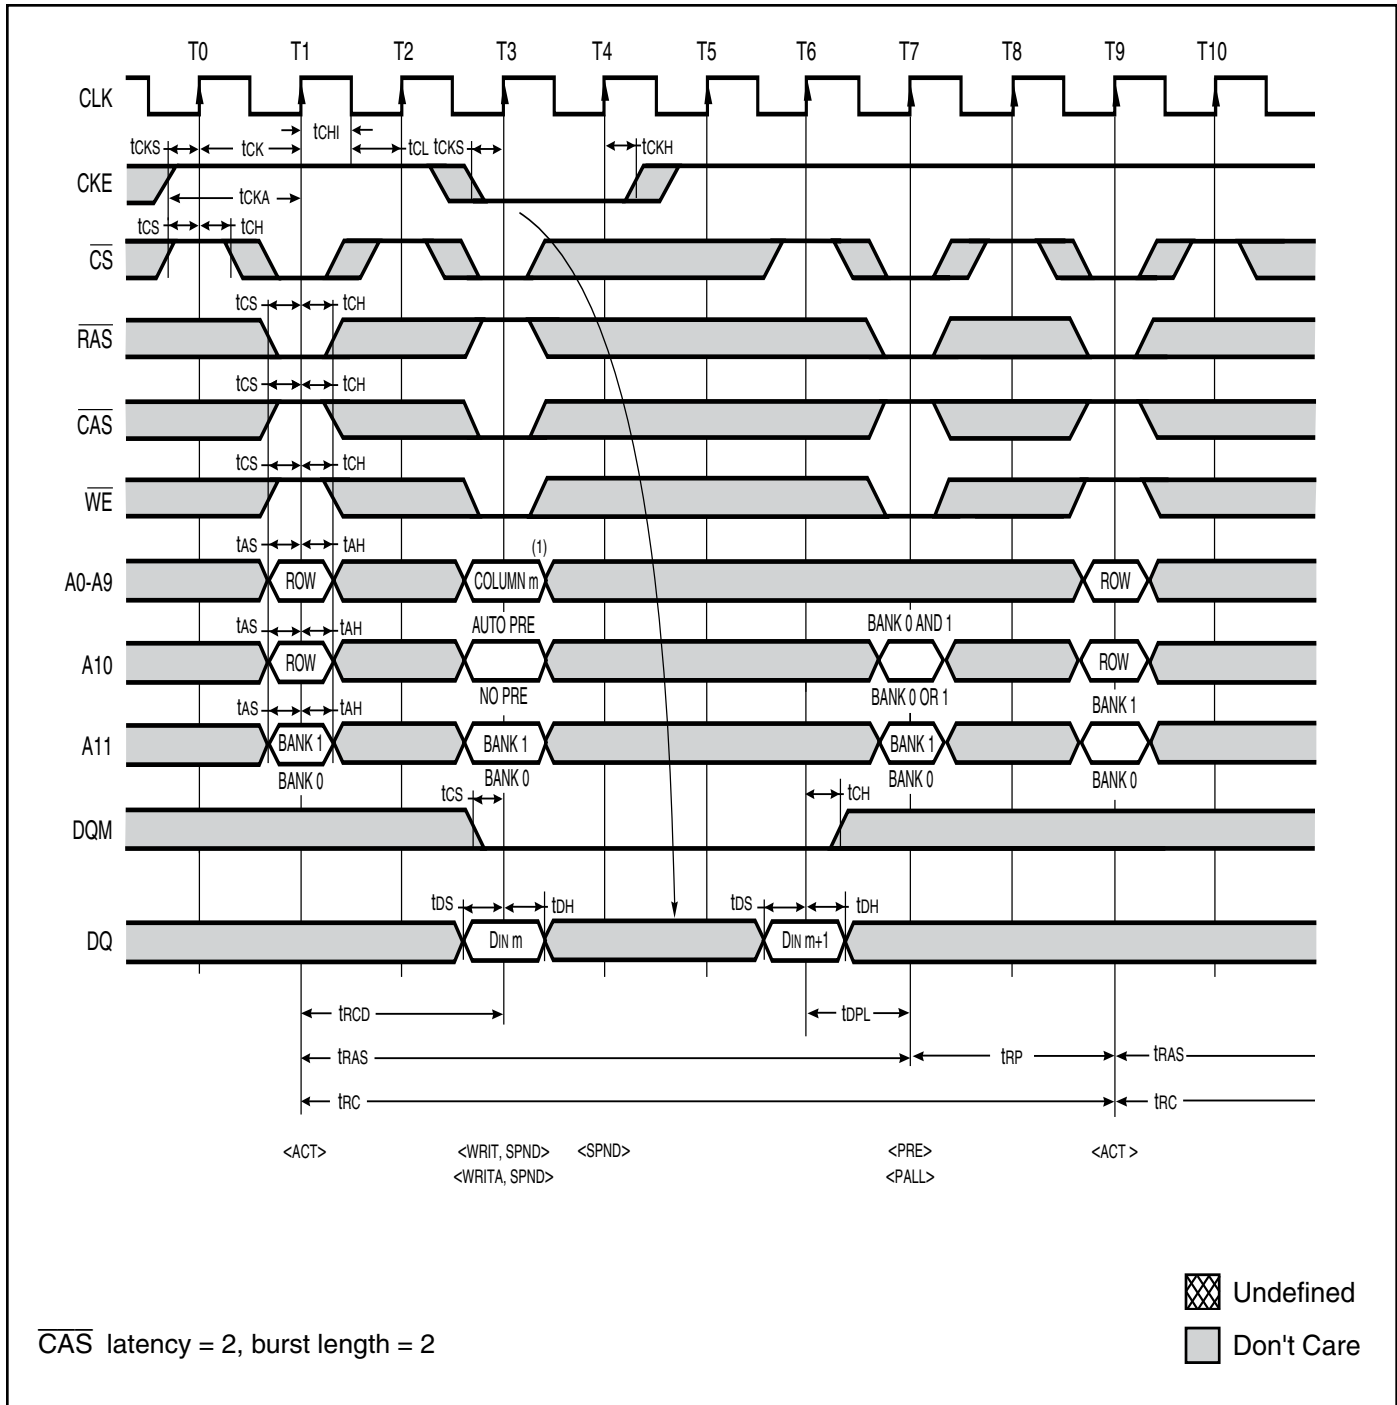 T0 T1 T2 T3 T4 T5 T6 T7 T8 T9 T10
CLK
tCHI
tCKS tCK tCL tCKS tCKH
CKE
tCKA
tCS tCH
CS
tCS tCH
RAS
tCS tCH
CAS
tCS tCH
WE
tAS tAH (1)
A0-A9 ROW COLUMN m ROW
tAS tAH AUTO PRE BANK 0 AND 1
A10 ROW ROW
NO PRE BANK 0 OR 1 BANK 1
tAS tAH
A11 BANK 1 BANK 1 BANK 1
BANK 0 BANK 0 BANK 0 BANK 0
tCS tCH
DQM
tDS tDH tDS tDH
DQ DIN m DIN m+1
tRCD tDPL
tRAS tRP tRAS
tRC tRC
<ACT> <WRIT, SPND> <SPND> <PRE> <ACT >
<WRITA, SPND> <PALL>
Undefined
CAS latency = 2, burst length = 2
Don't Care